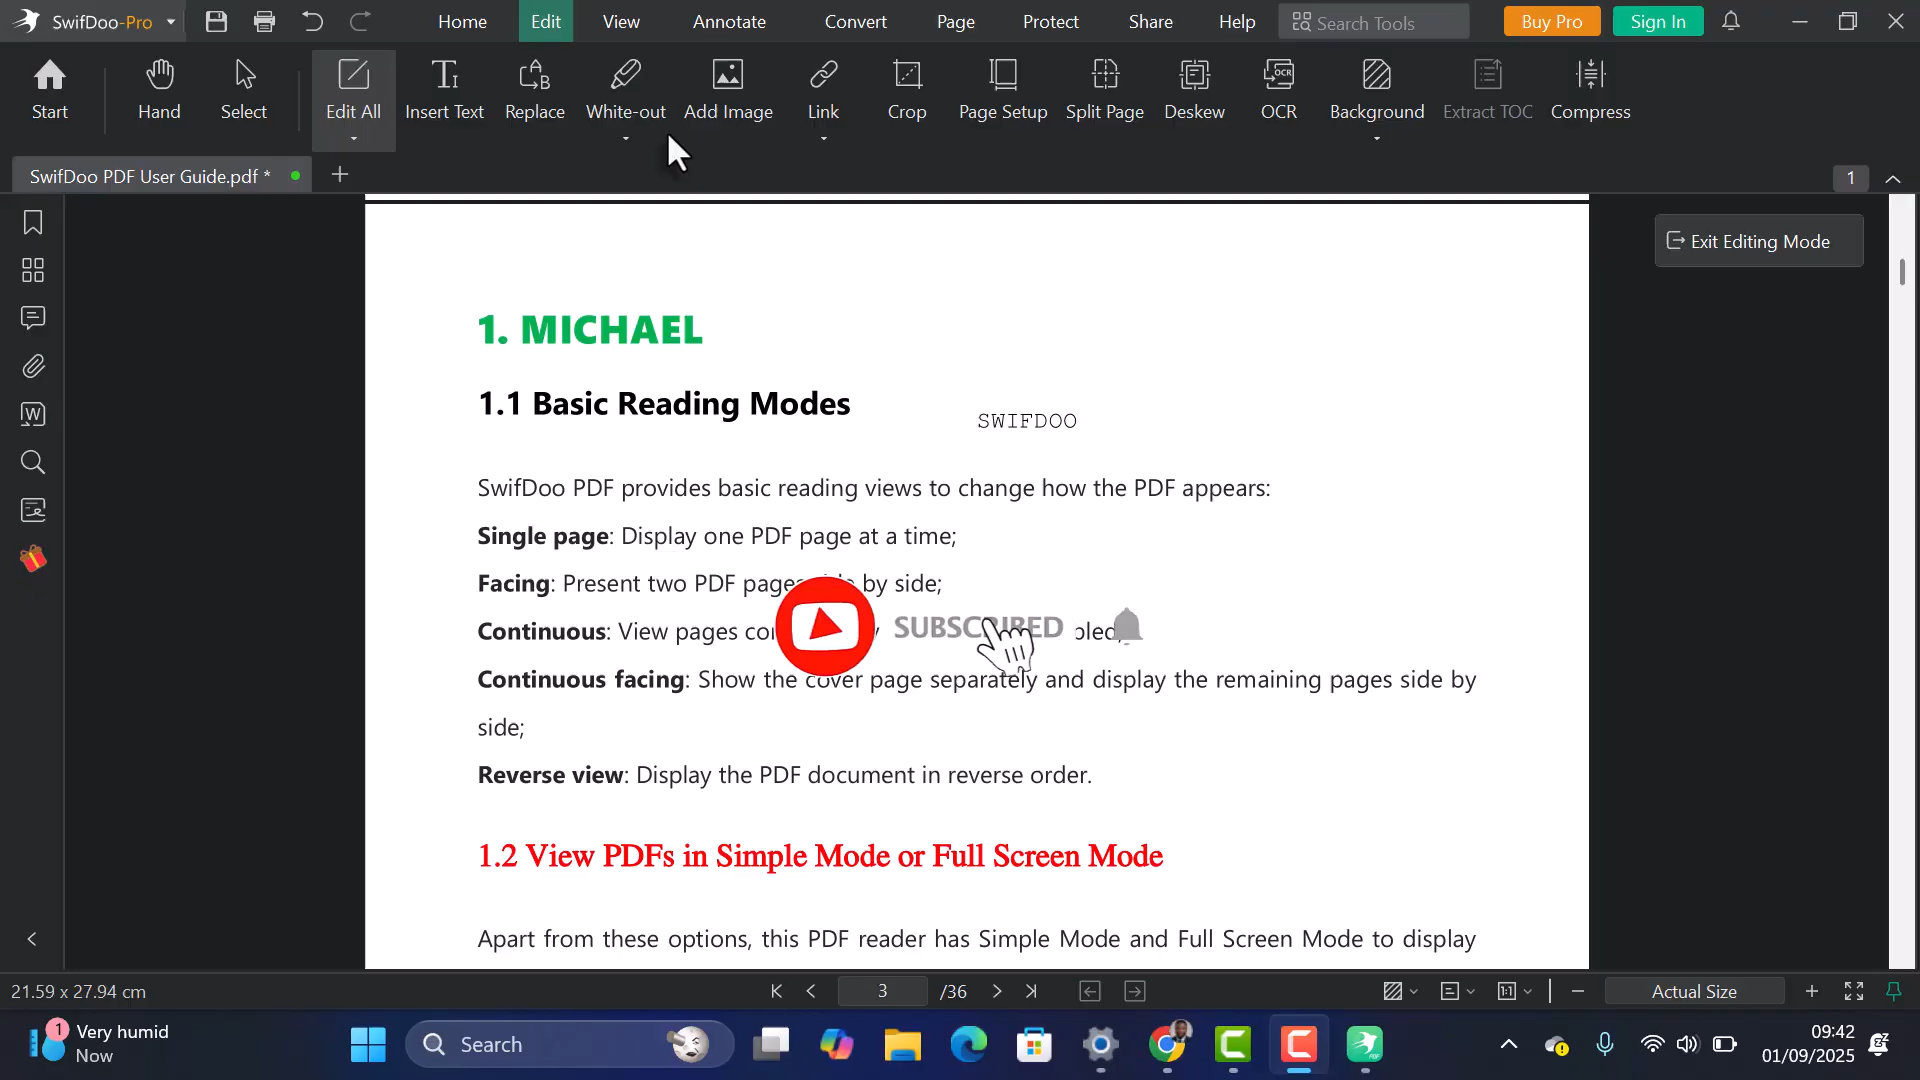 SwifDoo-Pro
Home Edit View Annotate Convert Page Protect Share Help Search Tools Buy Pro Sign In
Start Hand Select Edit All Insert Text Replace White-out Add Image Link Crop Page Setup Split Page Deskew OCR Background Extract TOC Compress
SwifDoo PDF User Guide.pdf *
1
Exit Editing Mode
1. MICHAEL
1.1 Basic Reading Modes
SWIFDOO
SwifDoo PDF provides basic reading views to change how the PDF appears:
Single page: Display one PDF page at a time;
Facing: Present two PDF pages by side;
Continuous: View pages
SUBSCRIBED
Continuous facing: Show the cover page separately and display the remaining pages side by
side;
Reverse view: Display the PDF document in reverse order.
1.2 View PDFs in Simple Mode or Full Screen Mode
Apart from these options, this PDF reader has Simple Mode and Full Screen Mode to display
21.59 x 27.94 cm
3 /36
Actual Size
1 Very humid
Now
Search
09:42
01/09/2025